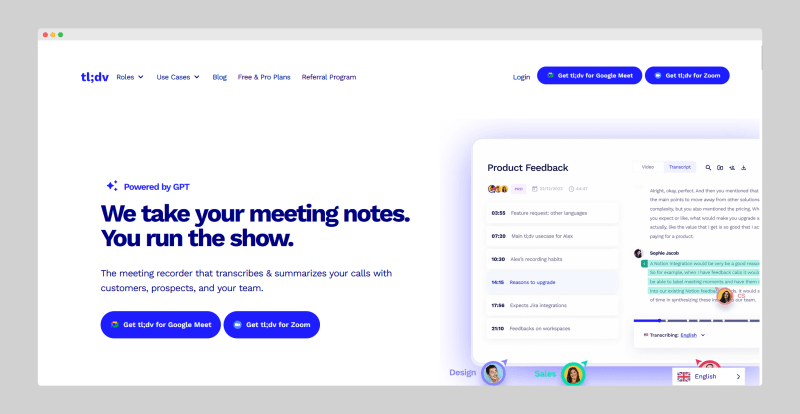 tl;dv
Roles
Use Cases
Blog
Free & Pro Plans
Referral Program
Login
Get tl;dv for Google Meet
Get tl;dv for Zoom
Powered by GPT
We take your meeting notes.
You run the show.
The meeting recorder that transcribes & summarizes your calls with
customers, prospects, and your team.
Get tl;dv for Google Meet
Get tl;dv for Zoom
Product Feedback
44:41
03:55 Feature request: other languages
07:20 Main tl;dv usecase for Alex
10:30 Alex's recording habits
14:15 Reasons to upgrade
17:58 Expects Jira integrations
21:10 Feedbacks on workspaces
Video
Transcript
Alright, okay, perfect. And then you mentioned that
the main points to move away from other solutions
complexity, but you also mentioned the pricing.
you expect or like, what would make you upgrade a
actually, like the value that I get is so good that I
paying for a product.
Sophie Jacob
A Notion integration would be very be a good
So for example, when I have feedback calls it would
be able to take meeting moments and have them
into our existing Notion
of time in synthesizing these
our team.
CS
Transcribing: English
Design
Sales
English